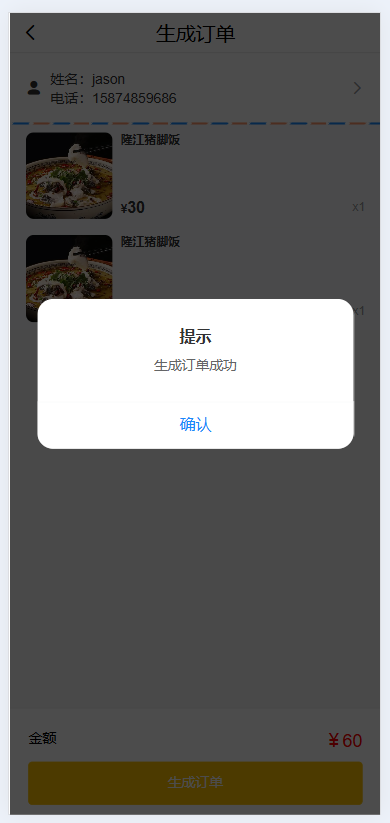 生成订单
姓名：jason
电话：15874859686
隆江猪脚饭
¥30
x1
隆江猪脚饭
x1
提示
生成订单成功
确认
金额
￥60
生成订单